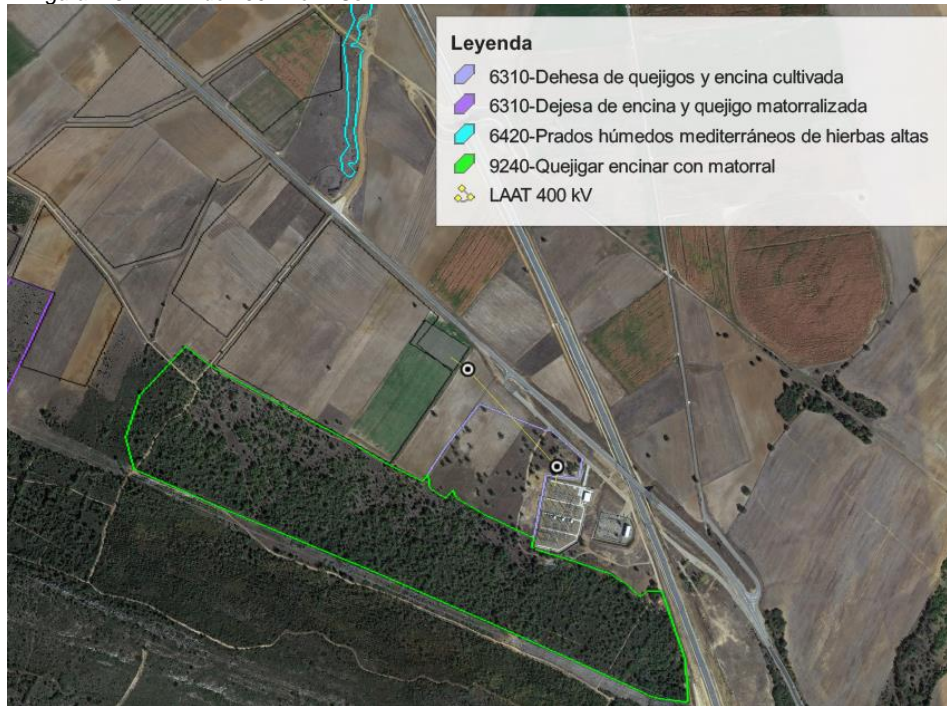 Leyenda
6310-Dehesa de quejigos y encina cultivada
6310-Dejesa de encina y quejigo matorralizada
6420-Prados húmedos mediterráneos de hierbas altas
9240-Quejigar encinar con matorral
LAAT 400 kV